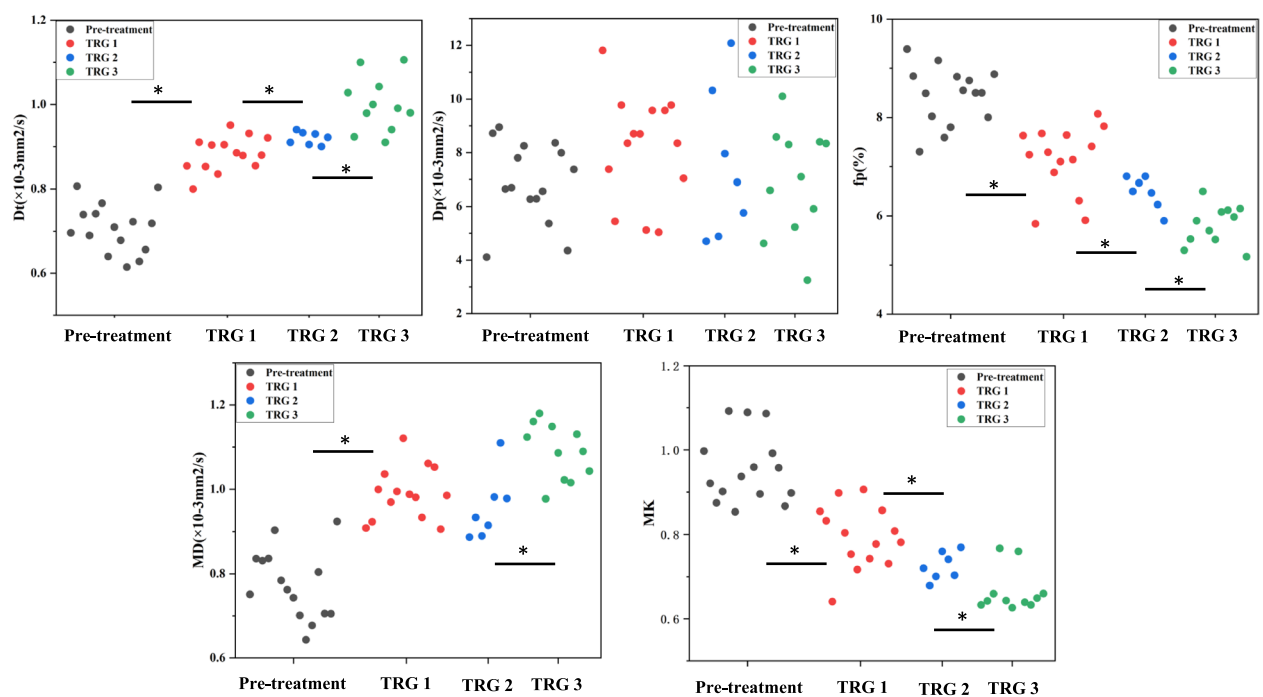 1.2
1.0
0.8
0.6
Dt(×10-3mm2/s)
Pre-treatment
TRG 1
TRG 2
TRG 3
*
*
*
Pre-treatment
TRG 1
TRG 2
TRG 3
12
10
8
6
4
2
Dp(×10-3mm2/s)
Pre-treatment
TRG 1
TRG 2
TRG 3
Pre-treatment
TRG 1
TRG 2
TRG 3
10%
8%
6%
4%
fp(%)
Pre-treatment
TRG 1
TRG 2
TRG 3
*
*
*
Pre-treatment
TRG 1
TRG 2
TRG 3
1.2
1.0
0.8
0.6
MD(×10-3mm2/s)
Pre-treatment
TRG 1
TRG 2
TRG 3
*
*
Pre-treatment
TRG 1
TRG 2
TRG 3
1.2
1.0
0.8
0.6
MK
Pre-treatment
TRG 1
TRG 2
TRG 3
*
*
*
Pre-treatment
TRG 1
TRG 2
TRG 3